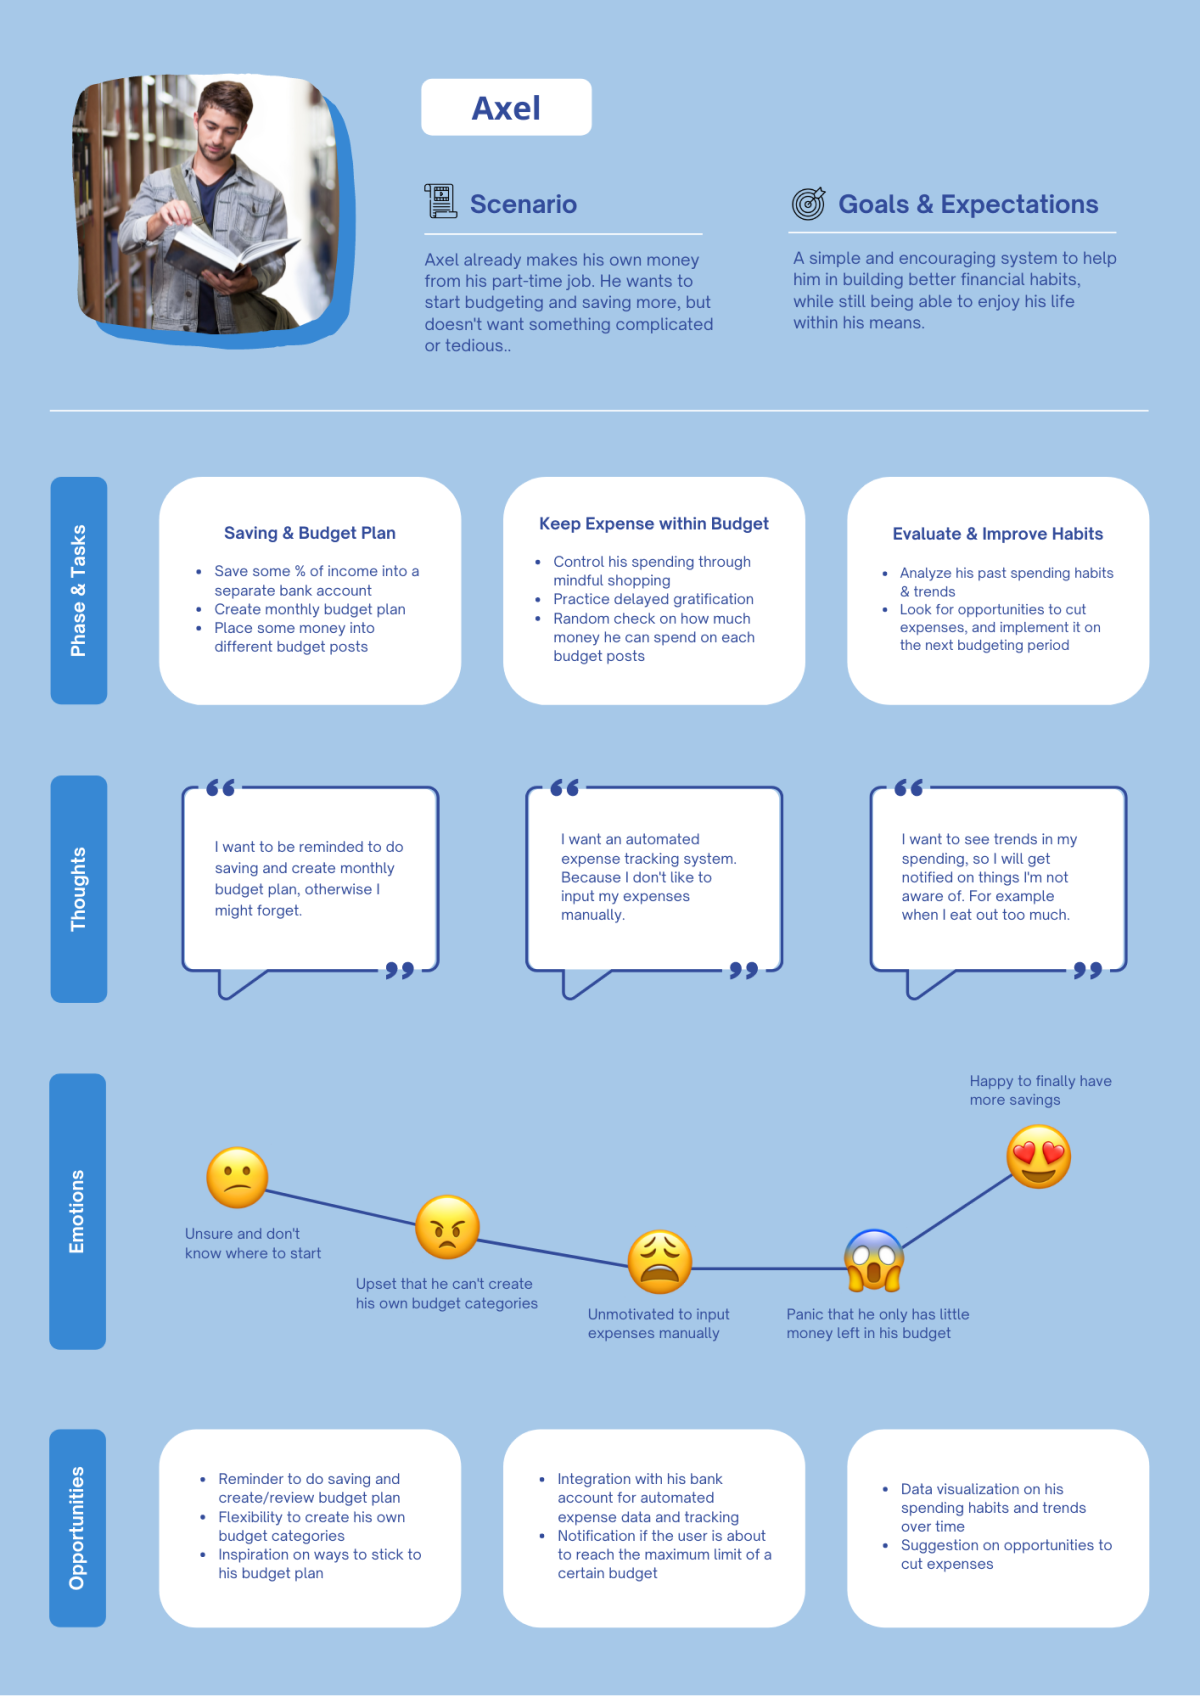 Axel
Scenario
Axel already makes his own money
from his part-time job. He wants to
start budgeting and saving more, but
doesn't want something complicated
or tedious..
Goals & Expectations
A simple and encouraging system to help
him in building better financial habits,
while still being able to enjoy his life
within his means.
Phase & Tasks
Saving & Budget Plan
• Save some % of income into a
separate bank account
• Create monthly budget plan
• Place some money into
different budget posts
Keep Expense within Budget
• Control his spending through
mindful shopping
• Practice delayed gratification
• Random check on how much
money he can spend on each
budget posts
Evaluate & Improve Habits
• Analyze his past spending habits
& trends
• Look for opportunities to cut
expenses, and implement it on
the next budgeting period
Thoughts
“
I want to be reminded to do
saving and create monthly
budget plan, otherwise I
might forget.
”
“
I want an automated
expense tracking system.
Because I don't like to
input my expenses
manually.
”
“
I want to see trends in my
spending, so I will get
notified on things I'm not
aware of. For example
when I eat out too much.
”
Emotions
Unsure and don't
know where to start
Upset that he can't create
his own budget categories
Unmotivated to input
expenses manually
Panic that he only has little
money left in his budget
Happy to finally have
more savings
Opportunities
• Reminder to do saving and
create/review budget plan
• Flexibility to create his own
budget categories
• Inspiration on ways to stick to
his budget plan
• Integration with his bank
account for automated
expense data and tracking
• Notification if the user is about
to reach the maximum limit of a
certain budget
• Data visualization on his
spending habits and trends
over time
• Suggestion on opportunities to
cut expenses